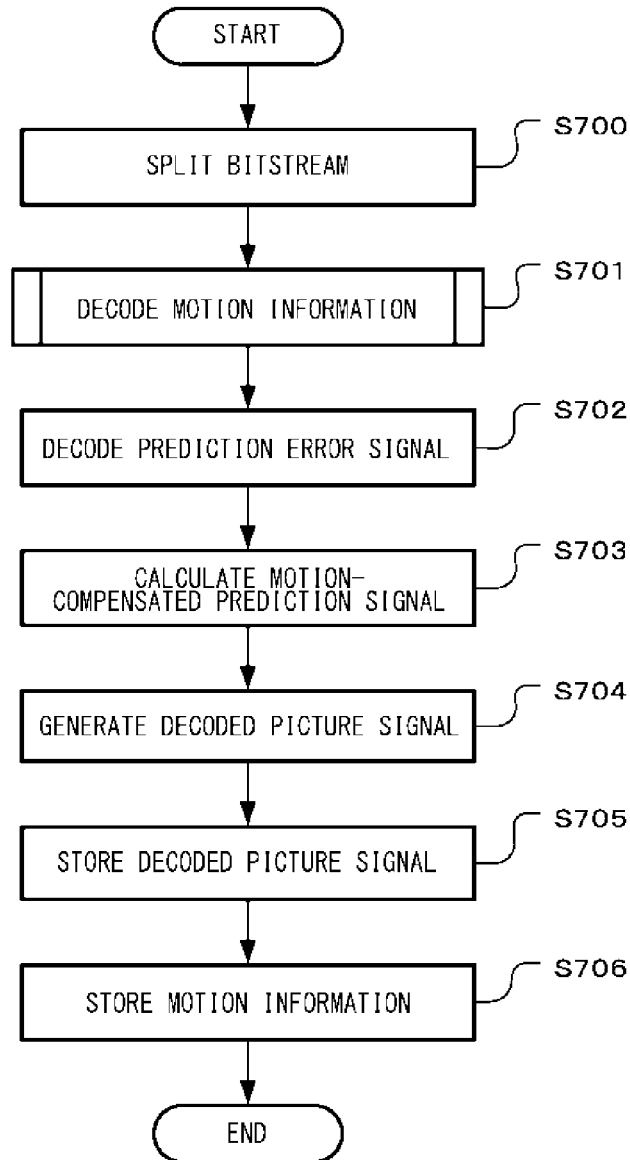 START
S700
SPLIT BITSTREAM
S701
DECODE MOTION INFORMATION
S702
DECODE PREDICTION ERROR SIGNAL
S703
CALCULATE MOTION-
COMPENSATED PREDICTION SIGNAL
S704
GENERATE DECODED PICTURE SIGNAL
S705
STORE DECODED PICTURE SIGNAL
S706
STORE MOTION INFORMATION
END